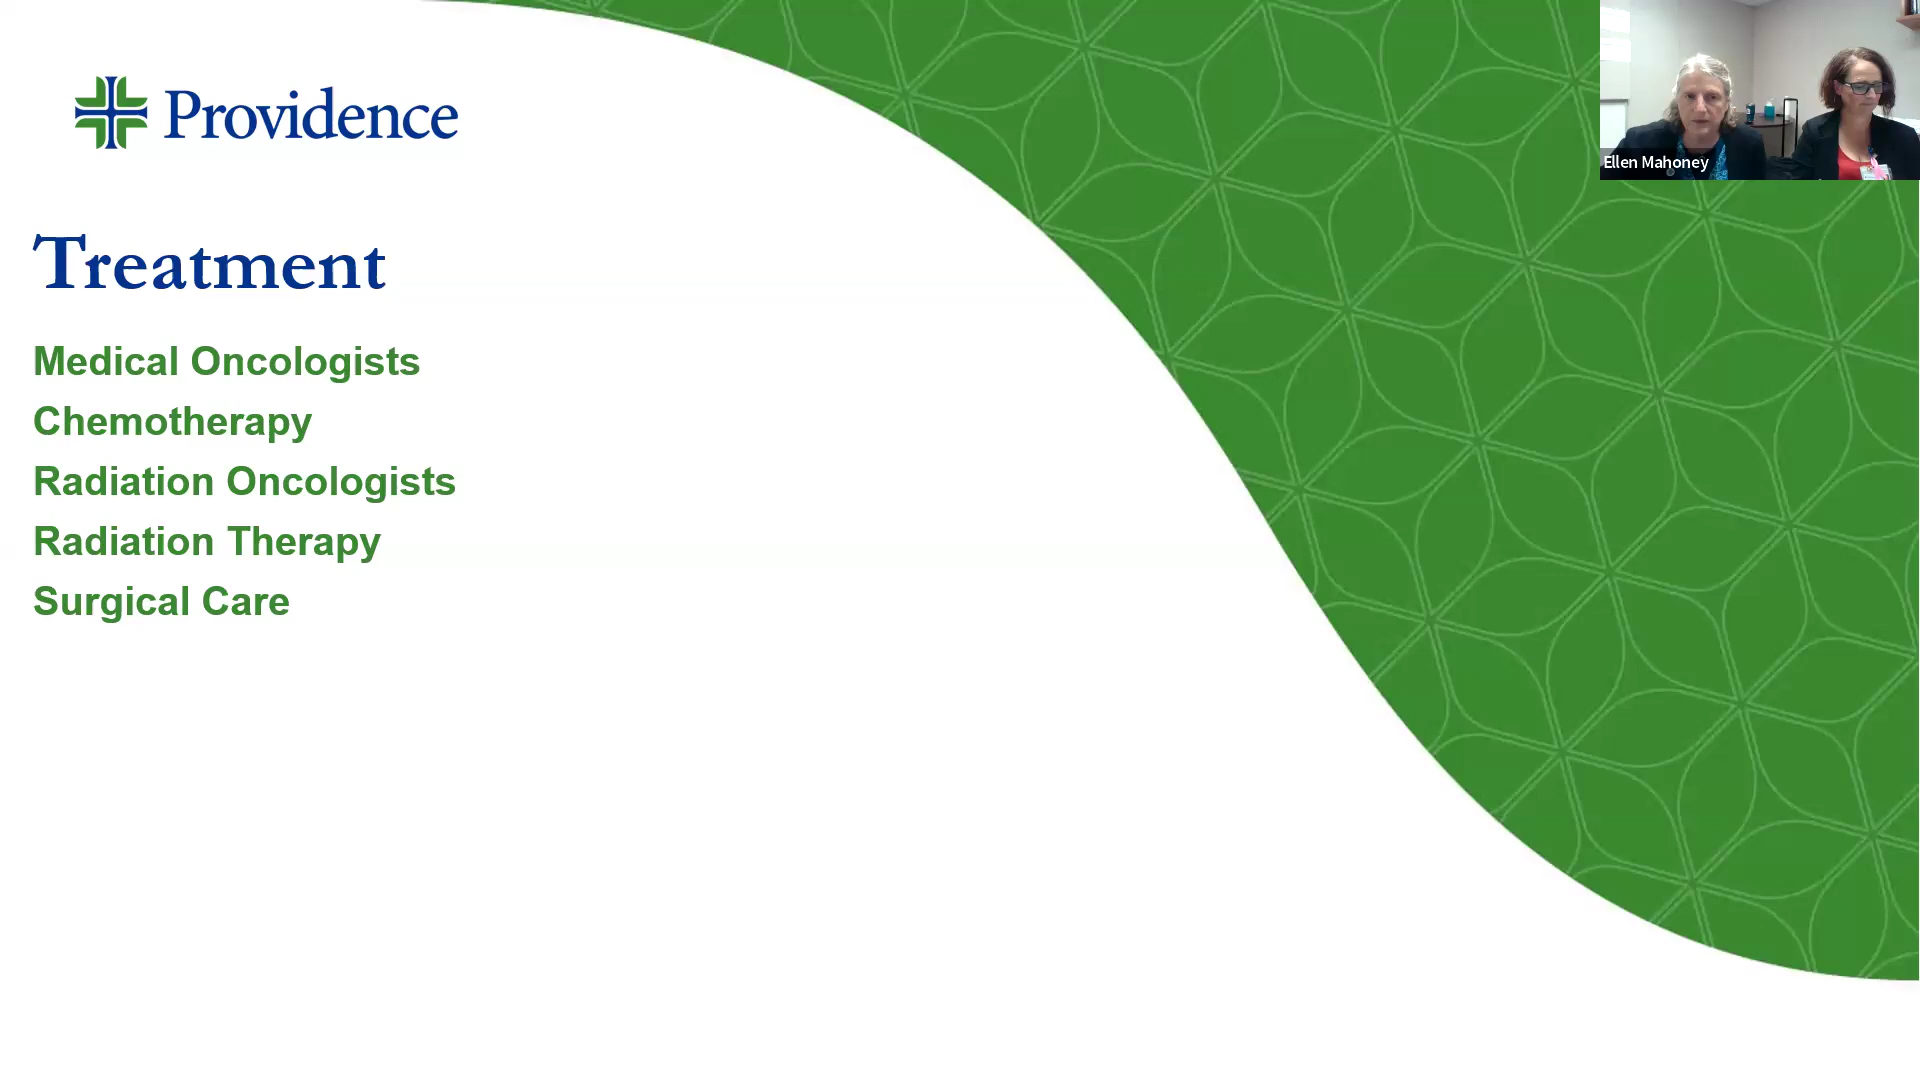 Providence
Ellen Mahoney
Treatment
Medical Oncologists
Chemotherapy
Radiation Oncologists
Radiation Therapy
Surgical Care